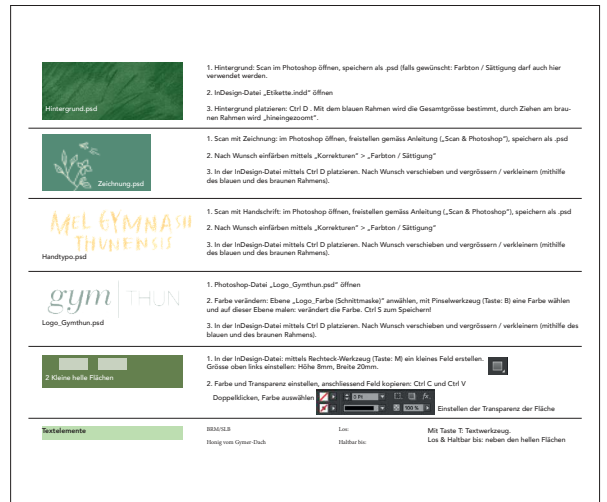 Hintergrund.psd
1. Hintergrund: Scan im Photoshop öffnen, speichern als .psd (falls gewünscht: Farbton / Sättigung darf auch hier
verwendet werden.
2. InDesign-Datei „Etikette.indd“ öffnen
3. Hintergrund platzieren: Ctrl D . Mit dem blauen Rahmen wird die Gesamtgrösse bestimmt, durch Ziehen am brau-
nen Rahmen wird „hineingezoomt“.
Zeichnung.psd
1. Scan mit Zeichnung: im Photoshop öffnen, freistellen gemäss Anleitung („Scan & Photoshop“), speichern als .psd
2. Nach Wunsch einfärben mittels „Korrekturen“ > „Farbton / Sättigung“
3. In der InDesign-Datei mittels Ctrl D platzieren. Nach Wunsch verschieben und vergrössern / verkleinern (mithilfe
des blauen und des braunen Rahmens).
MEL GYMNASII
THUNENSIS
Handtypo.psd
1. Scan mit Handschrift: im Photoshop öffnen, freistellen gemäss Anleitung („Scan & Photoshop“), speichern als .psd
2. Nach Wunsch einfärben mittels „Korrekturen“ > „Farbton / Sättigung“
3. In der InDesign-Datei mittels Ctrl D platzieren. Nach Wunsch verschieben und vergrössern / verkleinern (mithilfe
des blauen und des braunen Rahmens).
gym THUN
Logo_Gymthun.psd
1. Photoshop-Datei „Logo_Gymthun.psd“ öffnen
2. Farbe verändern: Ebene „Logo_Farbe (Schnittmaske)“ anwählen, mit Pinselwerkzeug (Taste: B) eine Farbe wählen
und auf dieser Ebene malen: verändert die Farbe. Ctrl S zum Speichern!
3. In der InDesign-Datei mittels Ctrl D platzieren. Nach Wunsch verschieben und vergrössern / verkleinern (mithilfe des
blauen und des braunen Rahmens).
2 Kleine helle Flächen
1. In der InDesign-Datei: mittels Rechteck-Werkzeug (Taste: M) ein kleines Feld erstellen.
Grösse oben links einstellen: Höhe 8mm, Breite 20mm.
2. Farbe und Transparenz einstellen, anschliessend Feld kopieren: Ctrl C und Ctrl V
Doppelklicken, Farbe auswählen
0 Pt
fx.
100 %
Einstellen der Transparenz der Fläche
Textelemente
BRM/SLB
Honig vom Gymer-Dach
Los:
Haltbar bis:
Mit Taste T: Textwerkzeug.
Los & Haltbar bis: neben den hellen Flächen